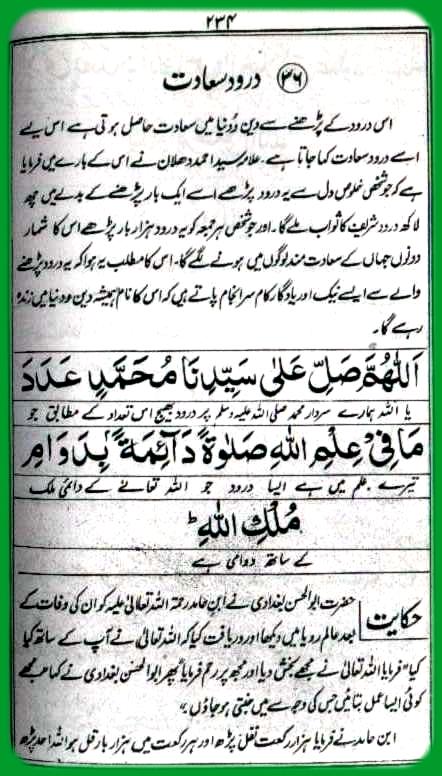 ۲۳۴
۳۶ درود سعادت
اس درود کے پڑھنے سے دین و دنیا میں سعادت حاصل ہوتی ہے اس لیے
اسے درود سعادت کہا جاتا ہے۔ علامہ سید احمد دھلان نے اس کے بارے میں فرمایا
ہے کہ جو شخص خلوص دل سے یہ درود پڑھے اسے ایک بار پڑھنے کے بدلے میں چھ
لاکھ درود شریف کا ثواب ملے گا۔ اور جو شخص ہر جمعہ کو یہ درود ہزار بار پڑھے اس کا شمار
دونوں جہاں کے سعادت مند لوگوں میں ہونے لگے گا۔ اس کا مطلب یہ ہوا کہ یہ درود پڑھنے
والے سے ایسے نیک اور یادگار کام سرانجام پاتے ہیں کہ اس کا نام ہمیشہ دین و دنیا میں زندہ
رہے گا۔
اَللّٰهُمَّ صَلِّ عَلٰی سَيِّدِنَا مُحَمَّدٍ عَدَدَ
یا اللہ ہمارے سردار محمد صلی اللہ علیہ وسلم پر درود بھیج اس تعداد کے مطابق جو
مَا فِیْ عِلْمِ اللّٰهِ صَلٰوةً دَآئِمَةً بِدَوَامِ
تیرے علم میں ہے ایسا درود جو اللہ تعالےٰ کے دائمی ملک
مُلْكِ اللّٰهِ ؕ
کے ساتھ دوامی ہے
حکایت
حضرت ابوالحسن بغدادی نے ابن حامد رحمۃ اللہ تعالیٰ علیہ کو ان کی وفات کے
بعد عالم رویا میں دیکھا اور دریافت کیا کہ اللہ تعالیٰ نے آپ کے ساتھ کیا
کیا "فرمایا اللہ تعالیٰ نے مجھے بخش دیا اور مجھ پر رحم فرمایا" پھر ابوالحسن بغدادی نے کہا مجھے
کوئی ایسا عمل بتائیں جس کی وجہ سے میں جنتی ہو جاؤں"
ابن حامد نے فرمایا ہزار رکعت نفل پڑھ اور ہر رکعت میں ہزار بار قل ہو اللہ احد پڑھ